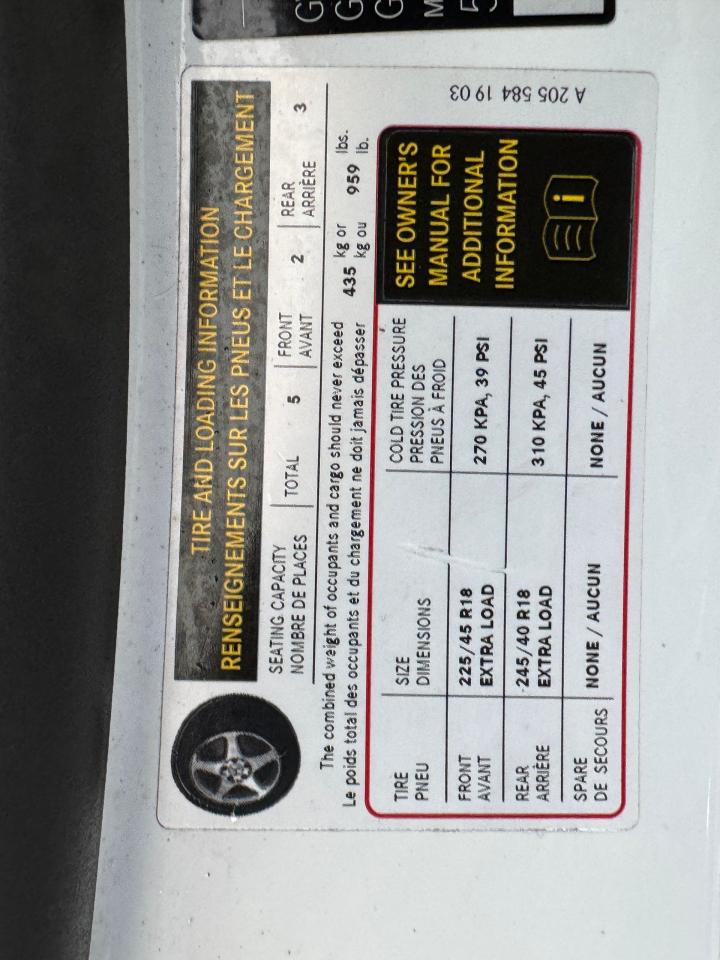 TIRE AND LOADING INFORMATION
RENSEIGNEMENTS SUR LES PNEUS ET LE CHARGEMENT
SEATING CAPACITY
NOMBRE DE PLACES
TOTAL 5
FRONT
AVANT
2
REAR
ARRIÈRE
3
The combined weight of occupants and cargo should never exceed 435 kg or 959 lbs.
Le poids total des occupants et du chargement ne doit jamais dépasser kg ou lb.
TIRE
PNEU
SIZE
DIMENSIONS
COLD TIRE PRESSURE
PRESSION DES
PNEUS À FROID
FRONT
AVANT
225/45 R18
EXTRA LOAD
270 KPA, 39 PSI
REAR
ARRIÈRE
245/40 R18
EXTRA LOAD
310 KPA, 45 PSI
SPARE
DE SECOURS
NONE / AUCUN
NONE / AUCUN
SEE OWNER'S
MANUAL FOR
ADDITIONAL
INFORMATION
i
A 205 584 19 03
G
G
G
M